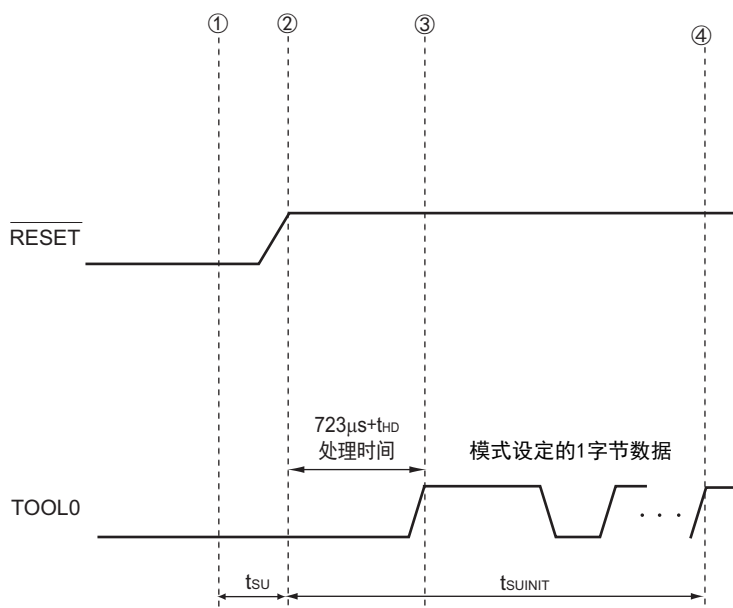 ① ② ③ ④
RESET
723μs+tHD
处理时间
模式设定的1字节数据
TOOL0
. . .
tSU
tSUINIT